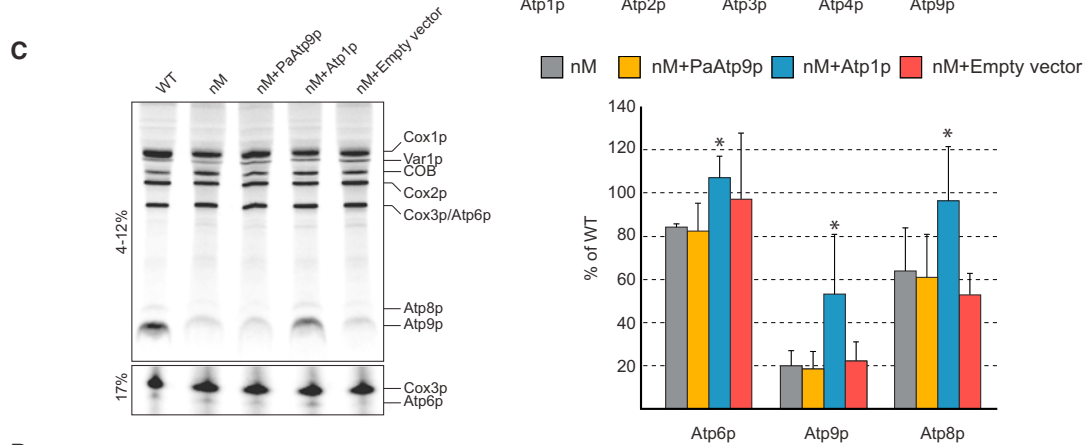 Atp1p Atp2p Atp3p Atp4p Atp9p
C
WT nM nM+PaAtp9p nM+Atp1p nM+Empty vector
4-12%
Cox1p
Var1p
COB
Cox2p
Cox3p/Atp6p
Atp8p
Atp9p
17%
Cox3p
Atp6p
nM nM+PaAtp9p nM+Atp1p nM+Empty vector
% of WT
140
120
100
80
60
40
20
*
*
*
Atp6p Atp9p Atp8p